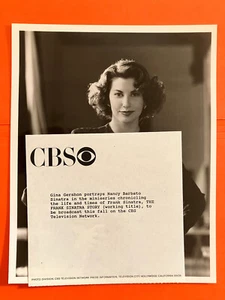 CBS
Gina Gershon portrays Nancy Barbato
Sinatra in the miniseries chronicling
the life and times of Frank Sinatra, THE
FRANK SINATRA STORY (working title), to
be broadcast this fall on the CBS
Television Network.